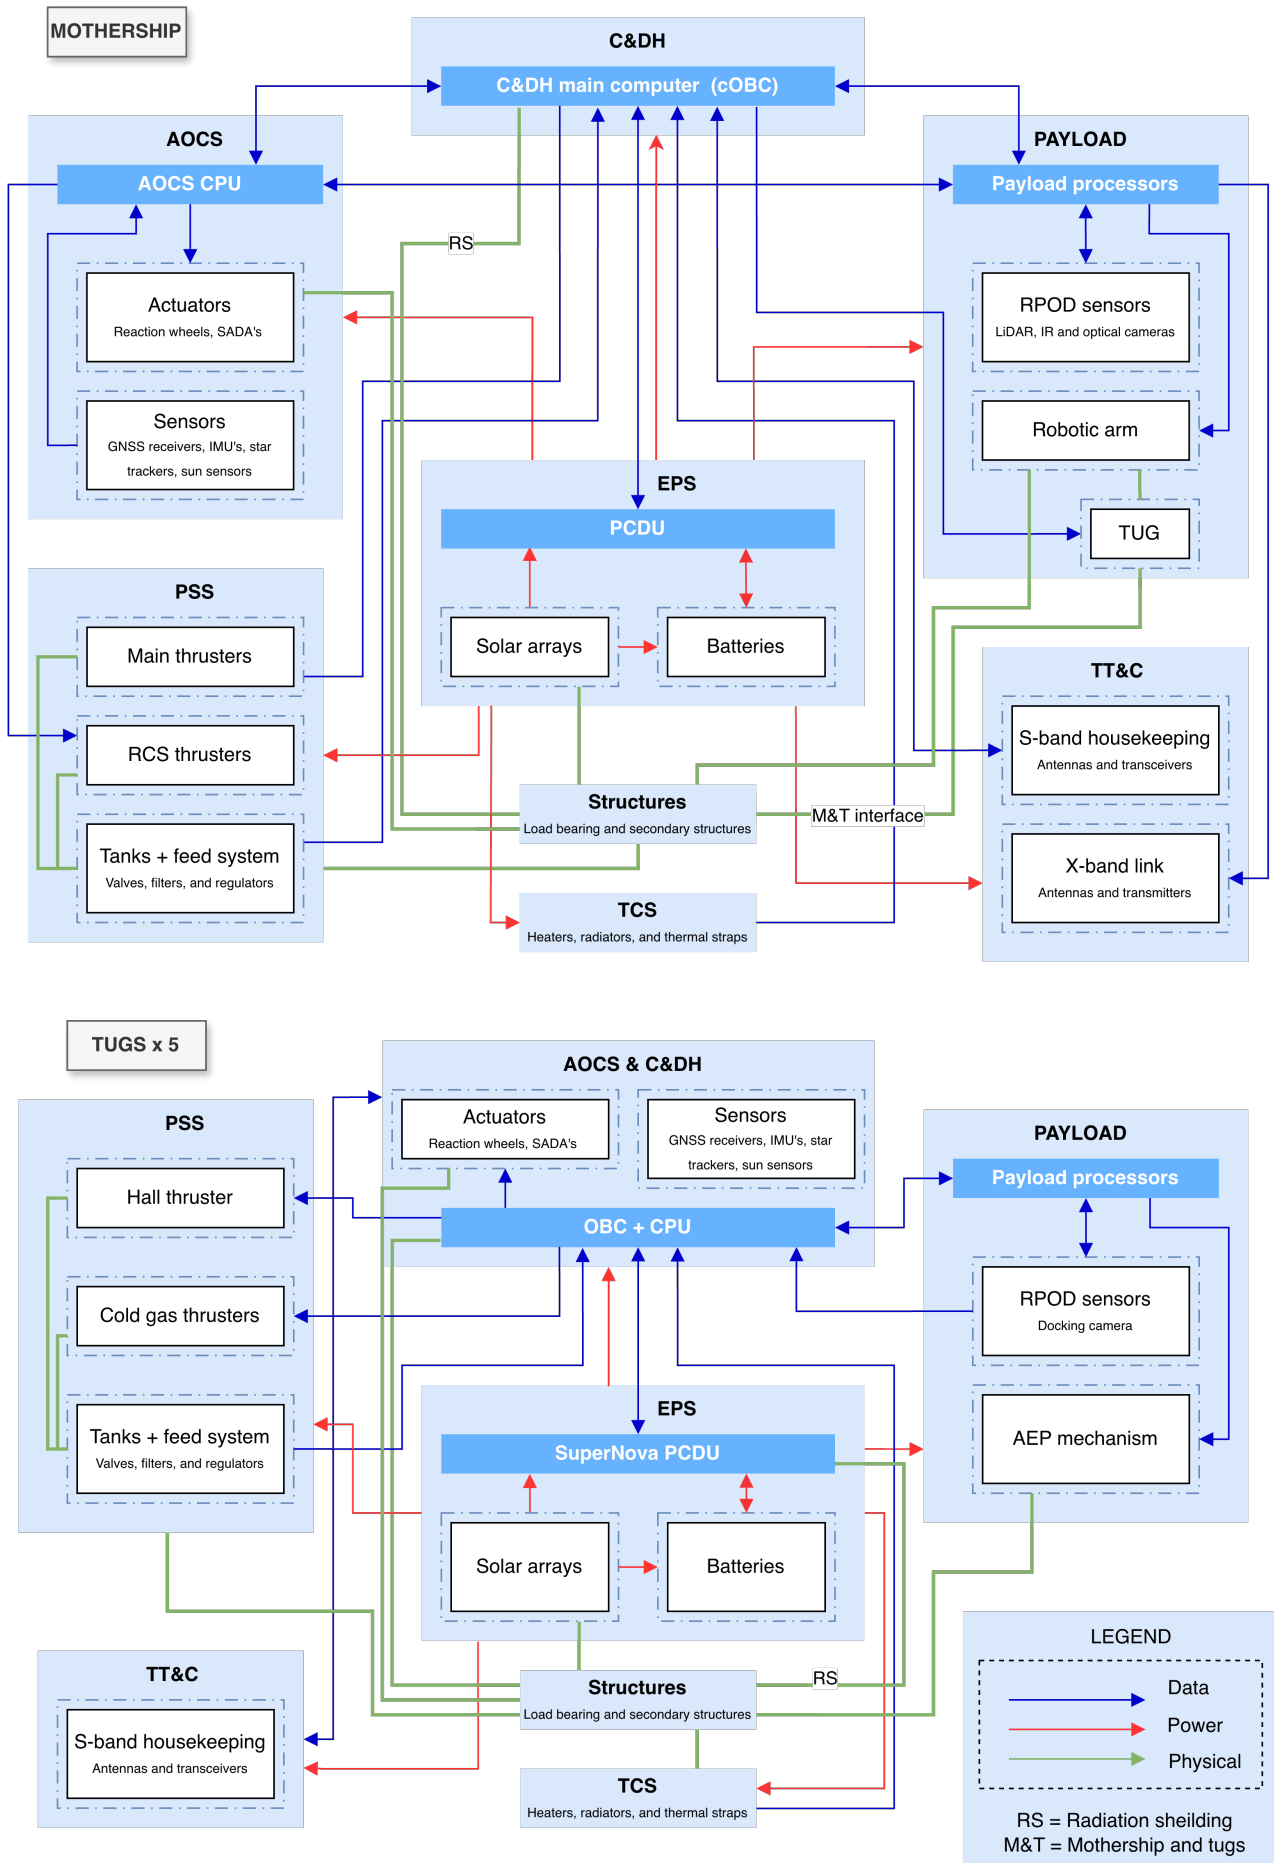 MOTHERSHIP
C&DH
C&DH main computer (cOBC)
AOCS
AOCS CPU
Actuators
Reaction wheels, SADA's
Sensors
GNSS receivers, IMU's, star
trackers, sun sensors
RS
PAYLOAD
Payload processors
RPOD sensors
LiDAR, IR and optical cameras
Robotic arm
TUG
EPS
PCDU
Solar arrays
Batteries
PSS
Main thrusters
RCS thrusters
Tanks + feed system
Valves, filters, and regulators
Structures
Load bearing and secondary structures
M&T interface
TCS
Heaters, radiators, and thermal straps
TT&C
S-band housekeeping
Antennas and transceivers
X-band link
Antennas and transmitters
TUGS x 5
AOCS & C&DH
Actuators
Reaction wheels, SADA's
Sensors
GNSS receivers, IMU's, star
trackers, sun sensors
OBC + CPU
PSS
Hall thruster
Cold gas thrusters
Tanks + feed system
Valves, filters, and regulators
PAYLOAD
Payload processors
RPOD sensors
Docking camera
AEP mechanism
EPS
SuperNova PCDU
Solar arrays
Batteries
TT&C
S-band housekeeping
Antennas and transceivers
Structures
Load bearing and secondary structures
RS
TCS
Heaters, radiators, and thermal straps
LEGEND
Data
Power
Physical
RS = Radiation sheilding
M&T = Mothership and tugs